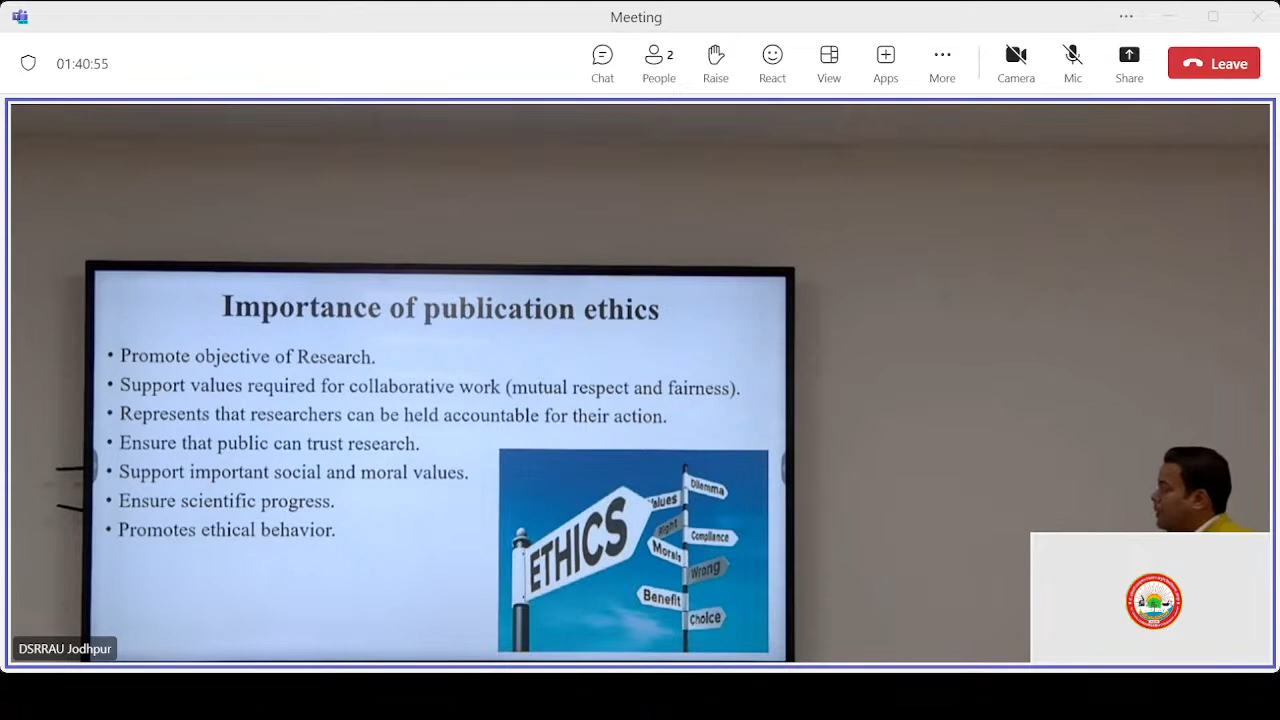 Meeting
01:40:55
Chat
People
2
Raise
React
View
Apps
More
Camera
Mic
Share
Leave
Importance of publication ethics
• Promote objective of Research.
• Support values required for collaborative work (mutual respect and fairness).
• Represents that researchers can be held accountable for their action.
• Ensure that public can trust research.
• Support important social and moral values.
• Ensure scientific progress.
• Promotes ethical behavior.
ETHICS
Dilemma
Values
Right
Compliance
Morals
Wrong
Benefit
Choice
DSRRAU Jodhpur